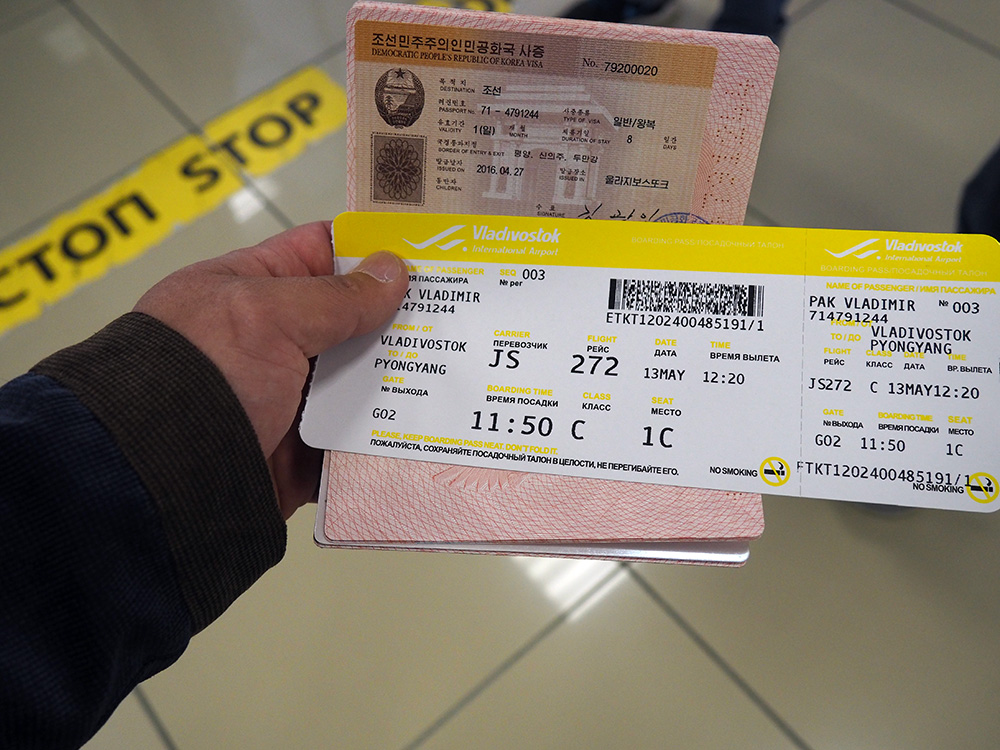 СТОП STOP
조선민주주의인민공화국 사증
DEMOCRATIC PEOPLE'S REPUBLIC OF KOREA VISA
No. 79200020
목적지
DESTINATION 조선
려권번호
PASSPORT No. 71 - 4791244
사증종류
TYPE OF VISA 일반/왕복
유효기간
VALIDITY 1(일) 개월 MONTH
체류기일
DURATION OF STAY 8 일간 DAYS
국경통과지점
BORDER OF ENTRY & EXIT 평양, 신의주, 두만강
발급날자
ISSUED ON 2016. 04. 27
발급장소
ISSUED IN 울라지보스또크
동반자
CHILDREN
수표
SIGNATURE
Vladivostok
International Airport
BOARDING PASS/ПОСАДОЧНЫЙ ТАЛОН
OF PASSENGER SEQ 003
ИМЯ ПАССАЖИРА № рег
PAK VLADIMIR
714791244
ETKT1202400485191/1
FROM / ОТ
VLADIVOSTOK
TO / ДО
PYONGYANG
CARRIER
ПЕРЕВОЗЧИК
JS
FLIGHT
РЕЙС
272
DATE
ДАТА
13MAY
TIME
ВРЕМЯ ВЫЛЕТА
12:20
GATE
№ ВЫХОДА
G02
BOARDING TIME
ВРЕМЯ ПОСАДКИ
11:50
CLASS
КЛАСС
C
SEAT
МЕСТО
1C
PLEASE, KEEP BOARDING PASS NEAT. DON'T FOLD IT.
ПОЖАЛУЙСТА, СОХРАНЯЙТЕ ПОСАДОЧНЫЙ ТАЛОН В ЦЕЛОСТИ, НЕ ПЕРЕГИБАЙТЕ ЕГО.
NO SMOKING
Vladivostok
International Airport
BOARDING PASS/ПОСАДОЧНЫЙ ТАЛОН
NAME OF PASSENGER / ИМЯ ПАССАЖИРА
PAK VLADIMIR № 003
714791244
FROM / ОТ VLADIVOSTOK
TO / ДО PYONGYANG
FLIGHT CLASS DATE TIME
РЕЙС КЛАСС ДАТА ВР. ВЫЛЕТА
JS272 C 13MAY12:20
GATE BOARDING TIME SEAT
№ ВЫХОДА ВРЕМЯ ПОСАДКИ МЕСТО
G02 11:50 1C
ETKT1202400485191/1
NO SMOKING